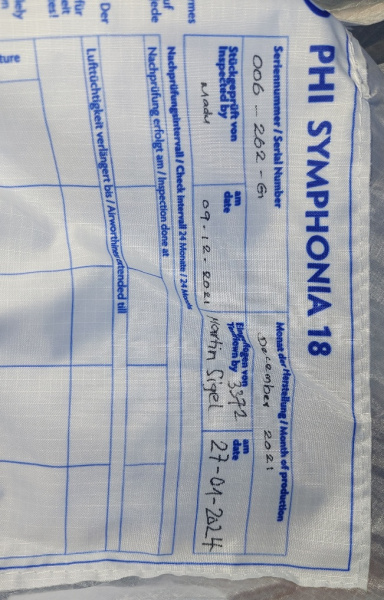 PHI SYMPHONIA 18
Seriennummer / Serial Number
006 - 262 - G
Monat der Herstellung / Month of production
December 2021
Stückgeprüft von
Inspected by
Madu
am
date
09-12-2021
Eingeflogen von
flown by
3372
Martin Sigel
am
date
27-01-2024
Nachprüfungsintervall / Check Interval 24 Monate / 24 Months
Nachprüfung erfolgt am / Inspection done at
Lufttüchtigkeit verlängert bis / Airworthiness extended till
Der
ture